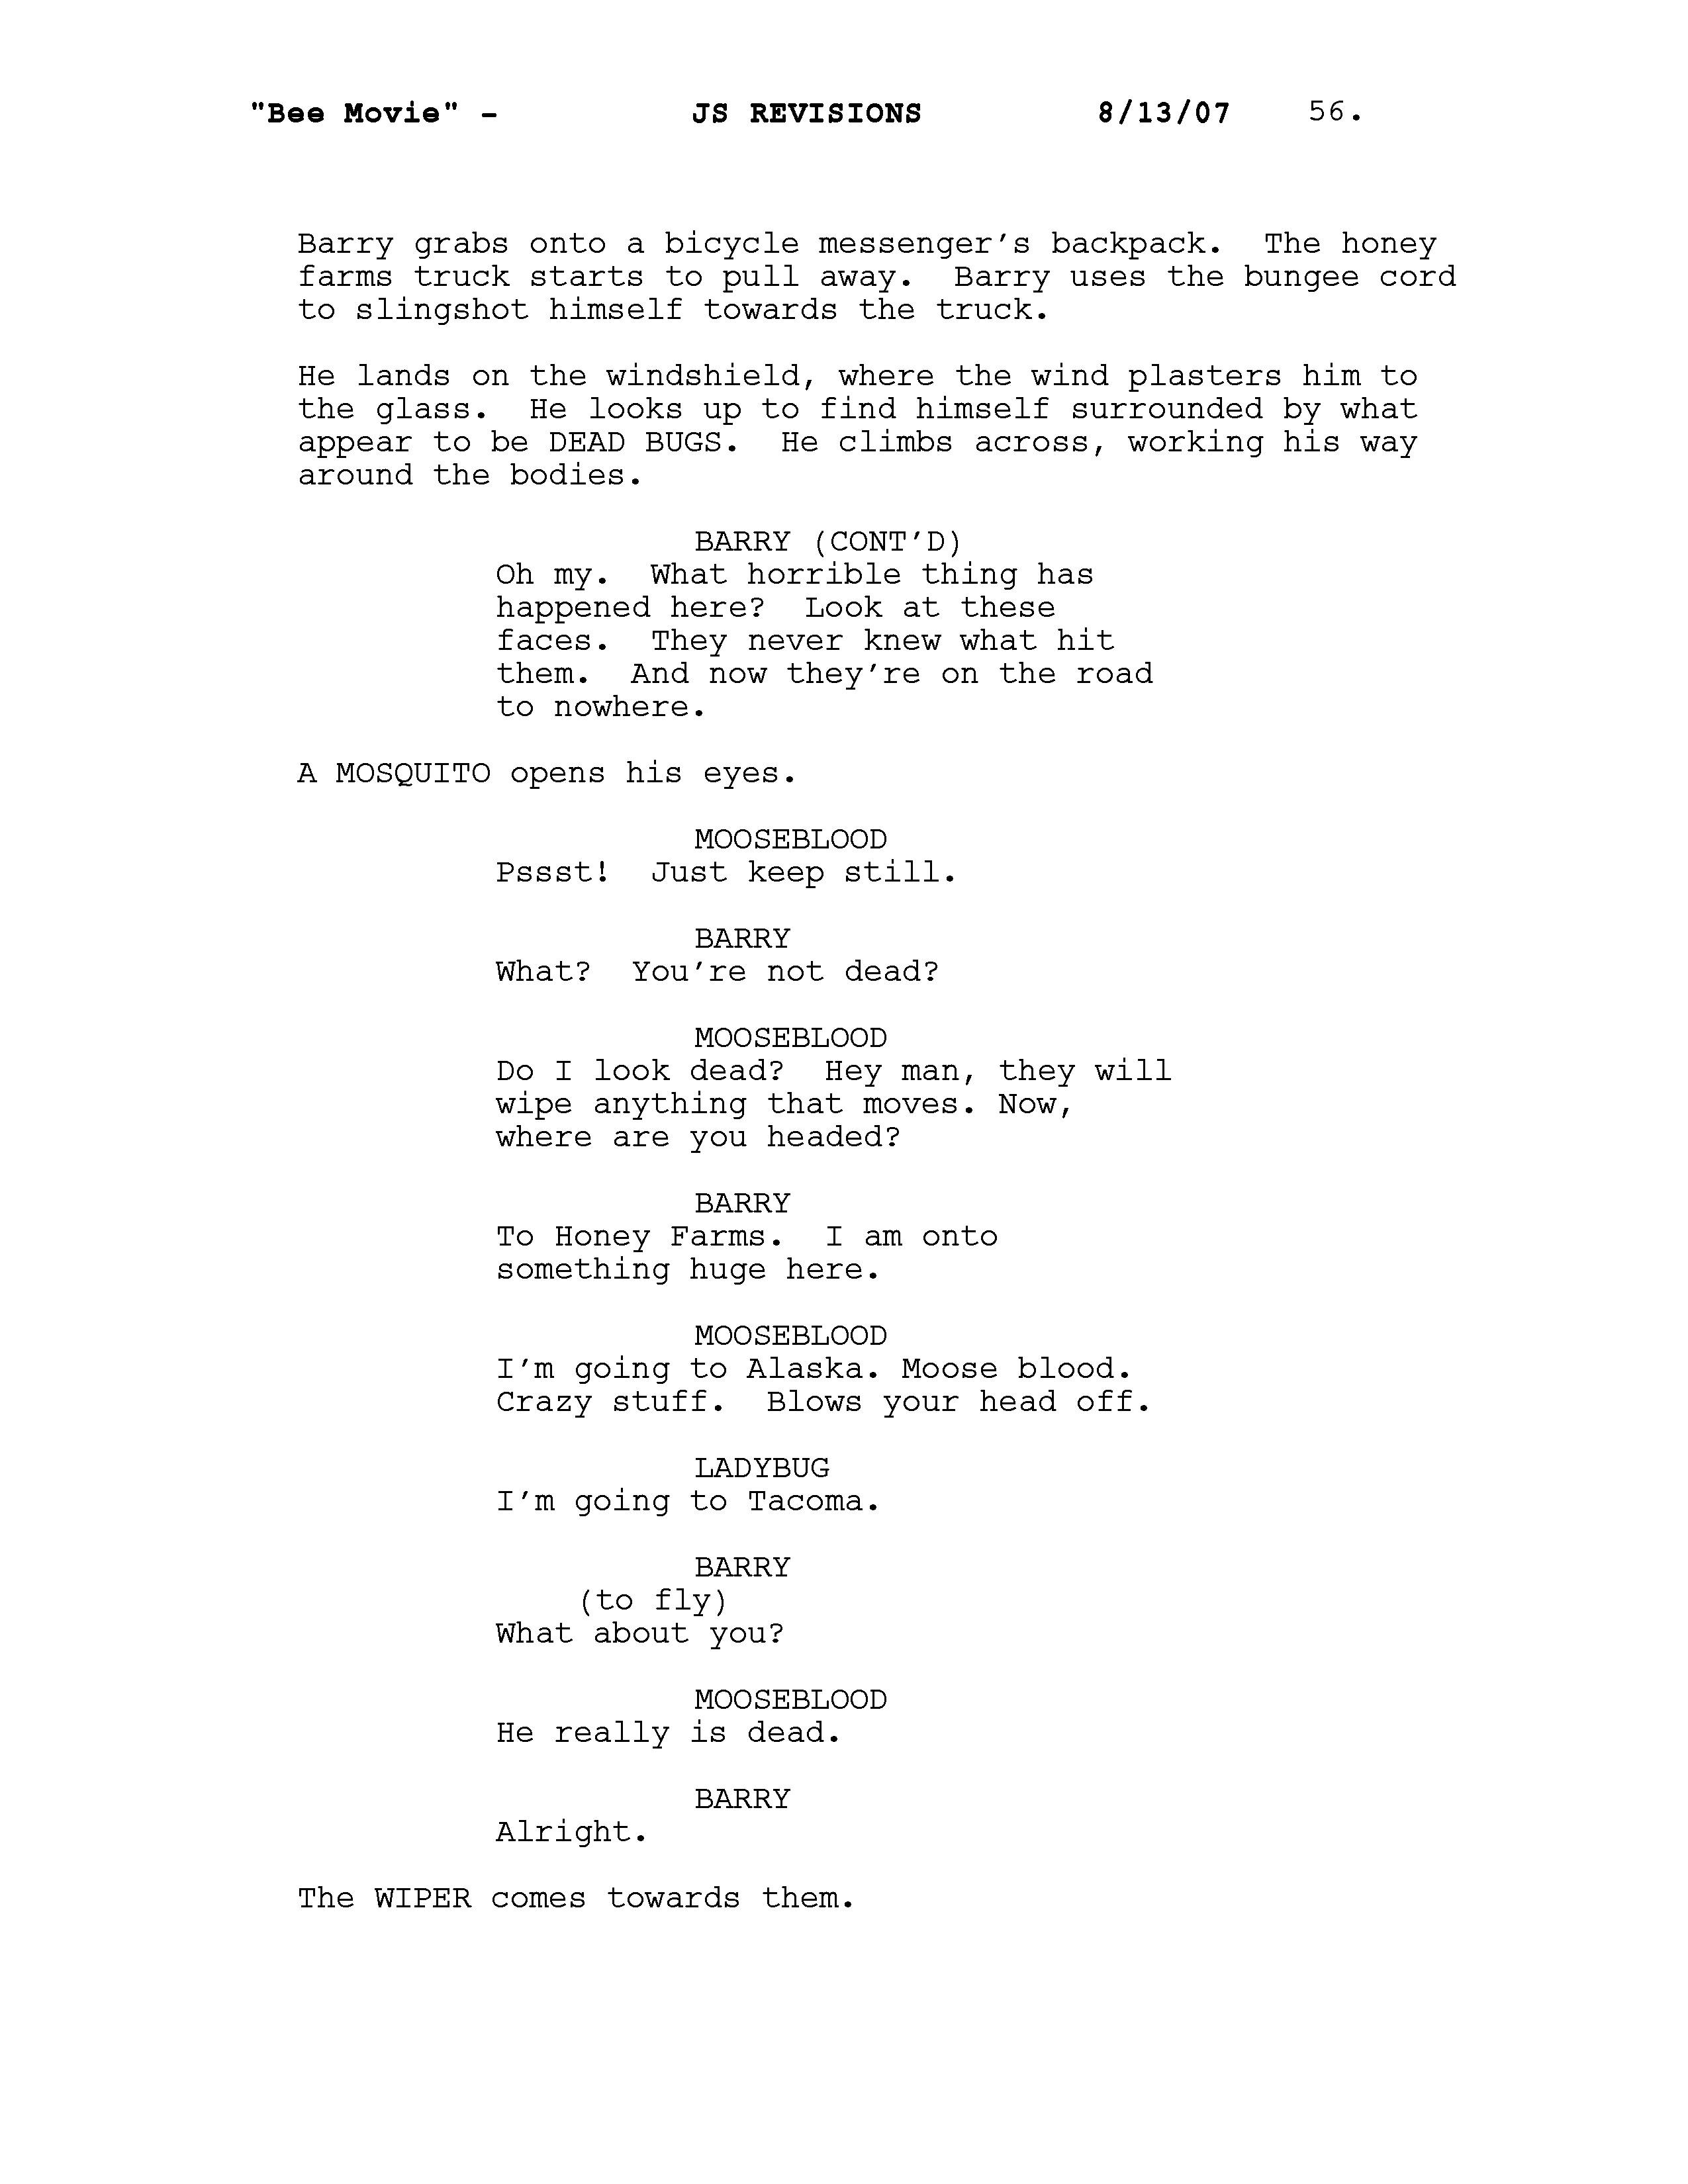 "Bee Movie" - JS REVISIONS 8/13/07 56.
Barry grabs onto a bicycle messenger’s backpack.  The honey
farms truck starts to pull away.  Barry uses the bungee cord
to slingshot himself towards the truck.
He lands on the windshield, where the wind plasters him to
the glass.  He looks up to find himself surrounded by what
appear to be DEAD BUGS.  He climbs across, working his way
around the bodies.
BARRY (CONT’D)
Oh my.  What horrible thing has
happened here?  Look at these
faces.  They never knew what hit
them.  And now they’re on the road
to nowhere.
A MOSQUITO opens his eyes.
MOOSEBLOOD
Pssst!  Just keep still.
BARRY
What?  You’re not dead?
MOOSEBLOOD
Do I look dead?  Hey man, they will
wipe anything that moves. Now,
where are you headed?
BARRY
To Honey Farms.  I am onto
something huge here.
MOOSEBLOOD
I’m going to Alaska. Moose blood.
Crazy stuff.  Blows your head off.
LADYBUG
I’m going to Tacoma.
BARRY
(to fly)
What about you?
MOOSEBLOOD
He really is dead.
BARRY
Alright.
The WIPER comes towards them.